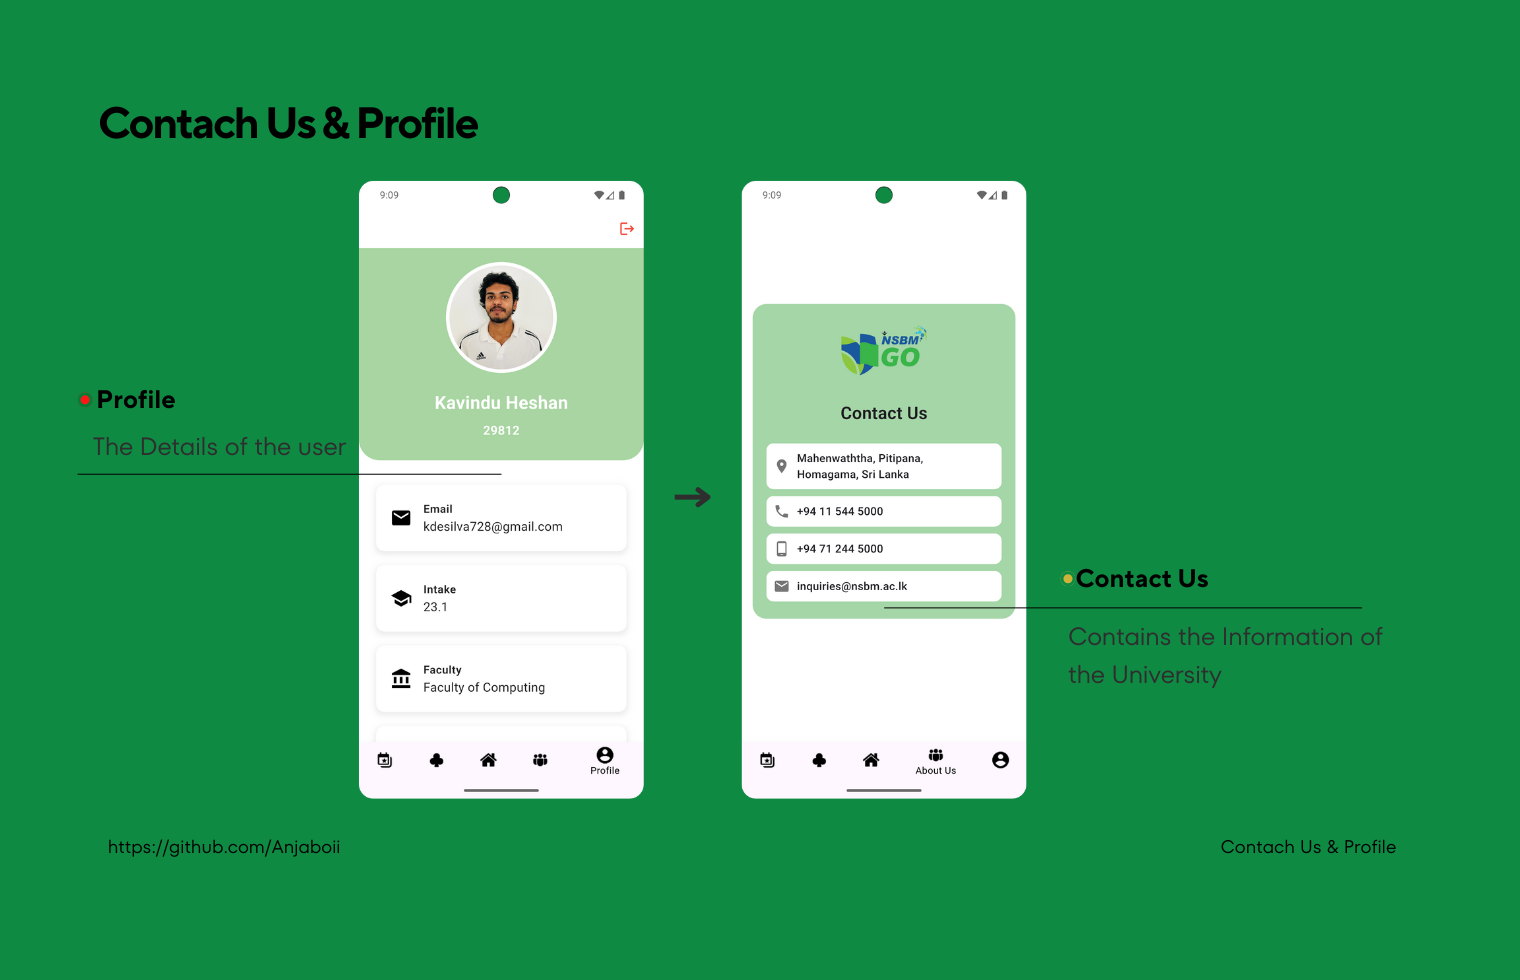 Contach Us & Profile
9:09
Kavindu Heshan
29812
Profile
The Details of the user
Email
kdesilva728@gmail.com
Intake
23.1
Faculty
Faculty of Computing
Profile
9:09
NSBM
GO
Contact Us
Mahenwaththa, Pitipana,
Homagama, Sri Lanka
+94 11 544 5000
+94 71 244 5000
inquiries@nsbm.ac.lk
About Us
Contact Us
Contains the Information of
the University
https://github.com/Anjaboii
Contach Us & Profile